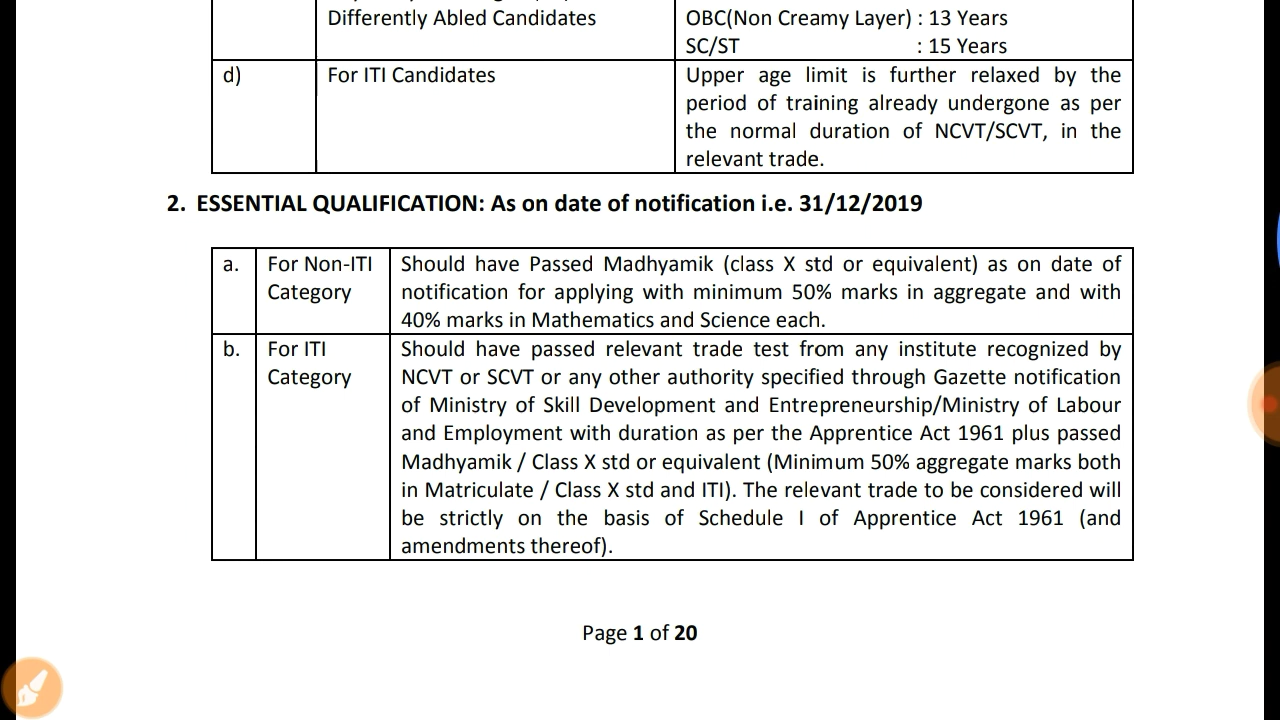 Differently Abled Candidates
OBC(Non Creamy Layer) : 13 Years
SC/ST : 15 Years
d)
For ITI Candidates
Upper age limit is further relaxed by the
period of training already undergone as per
the normal duration of NCVT/SCVT, in the
relevant trade.
2. ESSENTIAL QUALIFICATION: As on date of notification i.e. 31/12/2019
a.
For Non-ITI
Category
Should have Passed Madhyamik (class X std or equivalent) as on date of
notification for applying with minimum 50% marks in aggregate and with
40% marks in Mathematics and Science each.
b.
For ITI
Category
Should have passed relevant trade test from any institute recognized by
NCVT or SCVT or any other authority specified through Gazette notification
of Ministry of Skill Development and Entrepreneurship/Ministry of Labour
and Employment with duration as per the Apprentice Act 1961 plus passed
Madhyamik / Class X std or equivalent (Minimum 50% aggregate marks both
in Matriculate / Class X std and ITI). The relevant trade to be considered will
be strictly on the basis of Schedule I of Apprentice Act 1961 (and
amendments thereof).
Page 1 of 20